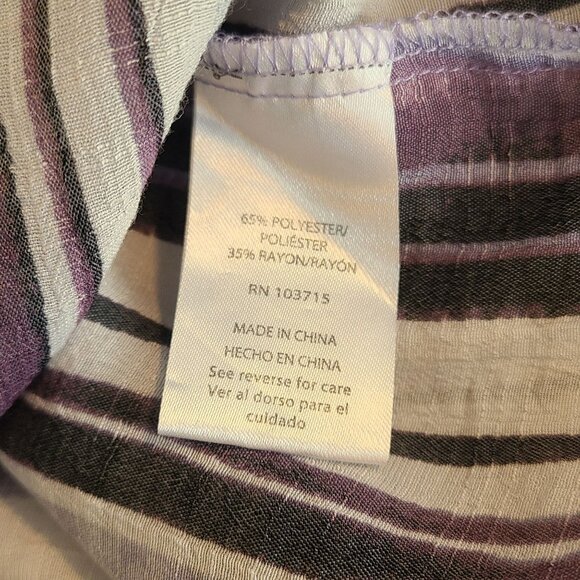 65% POLYESTER/
POLIÉSTER
35% RAYON/RAYÓN
RN 103715
MADE IN CHINA
HECHO EN CHINA
See reverse for care
Ver al dorso para el
cuidado